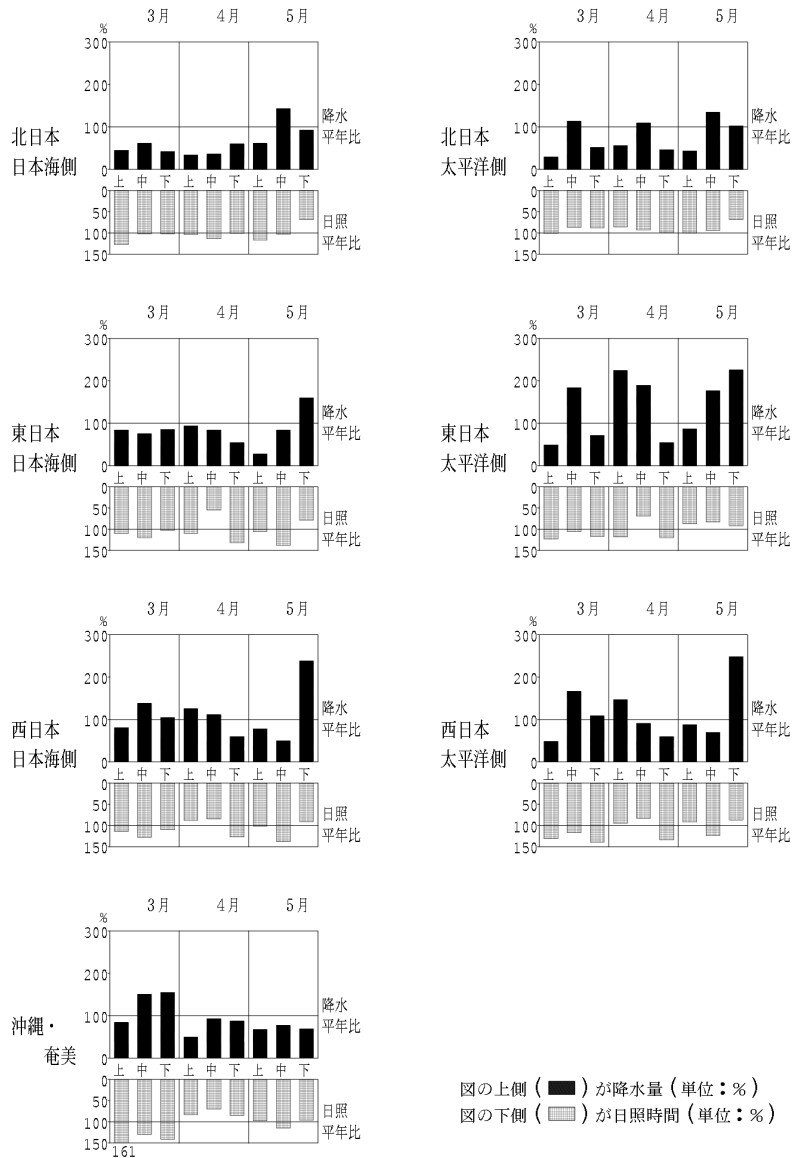 3月 4月 5月
%
300
200
100
0
降水
平年比
北日本
日本海側
上 中 下 上 中 下 上 中 下
0
50
100
150
日照
平年比
3月 4月 5月
%
300
200
100
0
降水
平年比
北日本
太平洋側
上 中 下 上 中 下 上 中 下
0
50
100
150
日照
平年比
3月 4月 5月
%
300
200
100
0
降水
平年比
東日本
日本海側
上 中 下 上 中 下 上 中 下
0
50
100
150
日照
平年比
3月 4月 5月
%
300
200
100
0
降水
平年比
東日本
太平洋側
上 中 下 上 中 下 上 中 下
0
50
100
150
日照
平年比
3月 4月 5月
%
300
200
100
0
降水
平年比
西日本
日本海側
上 中 下 上 中 下 上 中 下
0
50
100
150
日照
平年比
3月 4月 5月
%
300
200
100
0
降水
平年比
西日本
太平洋側
上 中 下 上 中 下 上 中 下
0
50
100
150
日照
平年比
3月 4月 5月
%
300
200
100
0
降水
平年比
沖縄・
奄美
上 中 下 上 中 下 上 中 下
0
50
100
150
161
日照
平年比
図の上側(■)が降水量(単位：%)
図の下側( )が日照時間(単位：%)